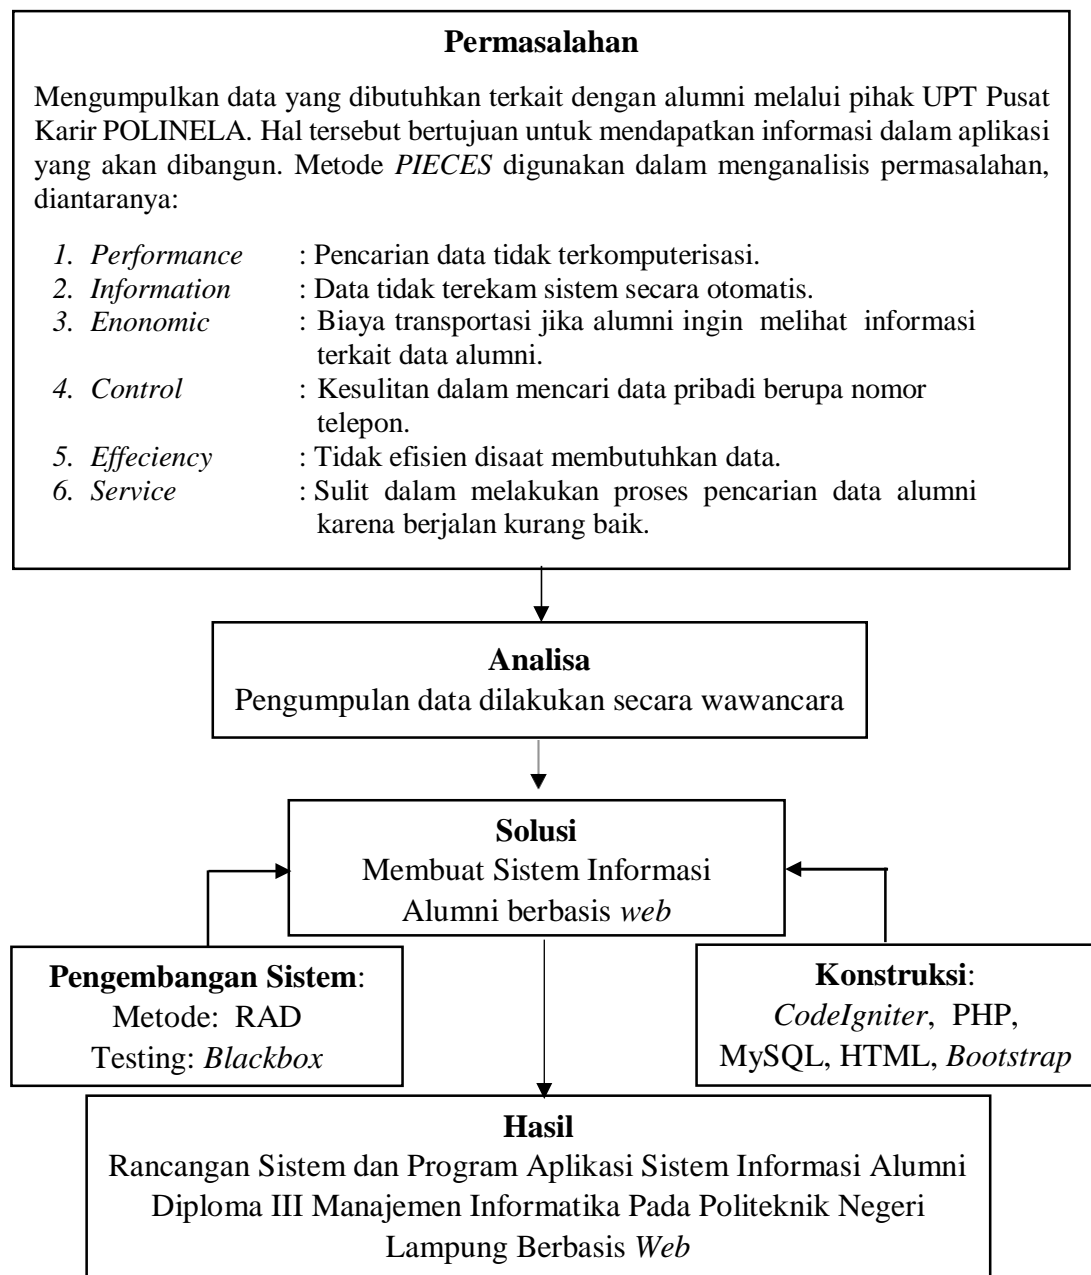 Permasalahan
Mengumpulkan data yang dibutuhkan terkait dengan alumni melalui pihak UPT Pusat
Karir POLINELA. Hal tersebut bertujuan untuk mendapatkan informasi dalam aplikasi
yang akan dibangun. Metode PIECES digunakan dalam menganalisis permasalahan,
diantaranya:
1. Performance : Pencarian data tidak terkomputerisasi.
2. Information : Data tidak terekam sistem secara otomatis.
3. Enonomic : Biaya transportasi jika alumni ingin melihat informasi
terkait data alumni.
4. Control : Kesulitan dalam mencari data pribadi berupa nomor
telepon.
5. Effeciency : Tidak efisien disaat membutuhkan data.
6. Service : Sulit dalam melakukan proses pencarian data alumni
karena berjalan kurang baik.
Analisa
Pengumpulan data dilakukan secara wawancara
Solusi
Membuat Sistem Informasi
Alumni berbasis web
Pengembangan Sistem:
Metode: RAD
Testing: Blackbox
Konstruksi:
CodeIgniter, PHP,
MySQL, HTML, Bootstrap
Hasil
Rancangan Sistem dan Program Aplikasi Sistem Informasi Alumni
Diploma III Manajemen Informatika Pada Politeknik Negeri
Lampung Berbasis Web